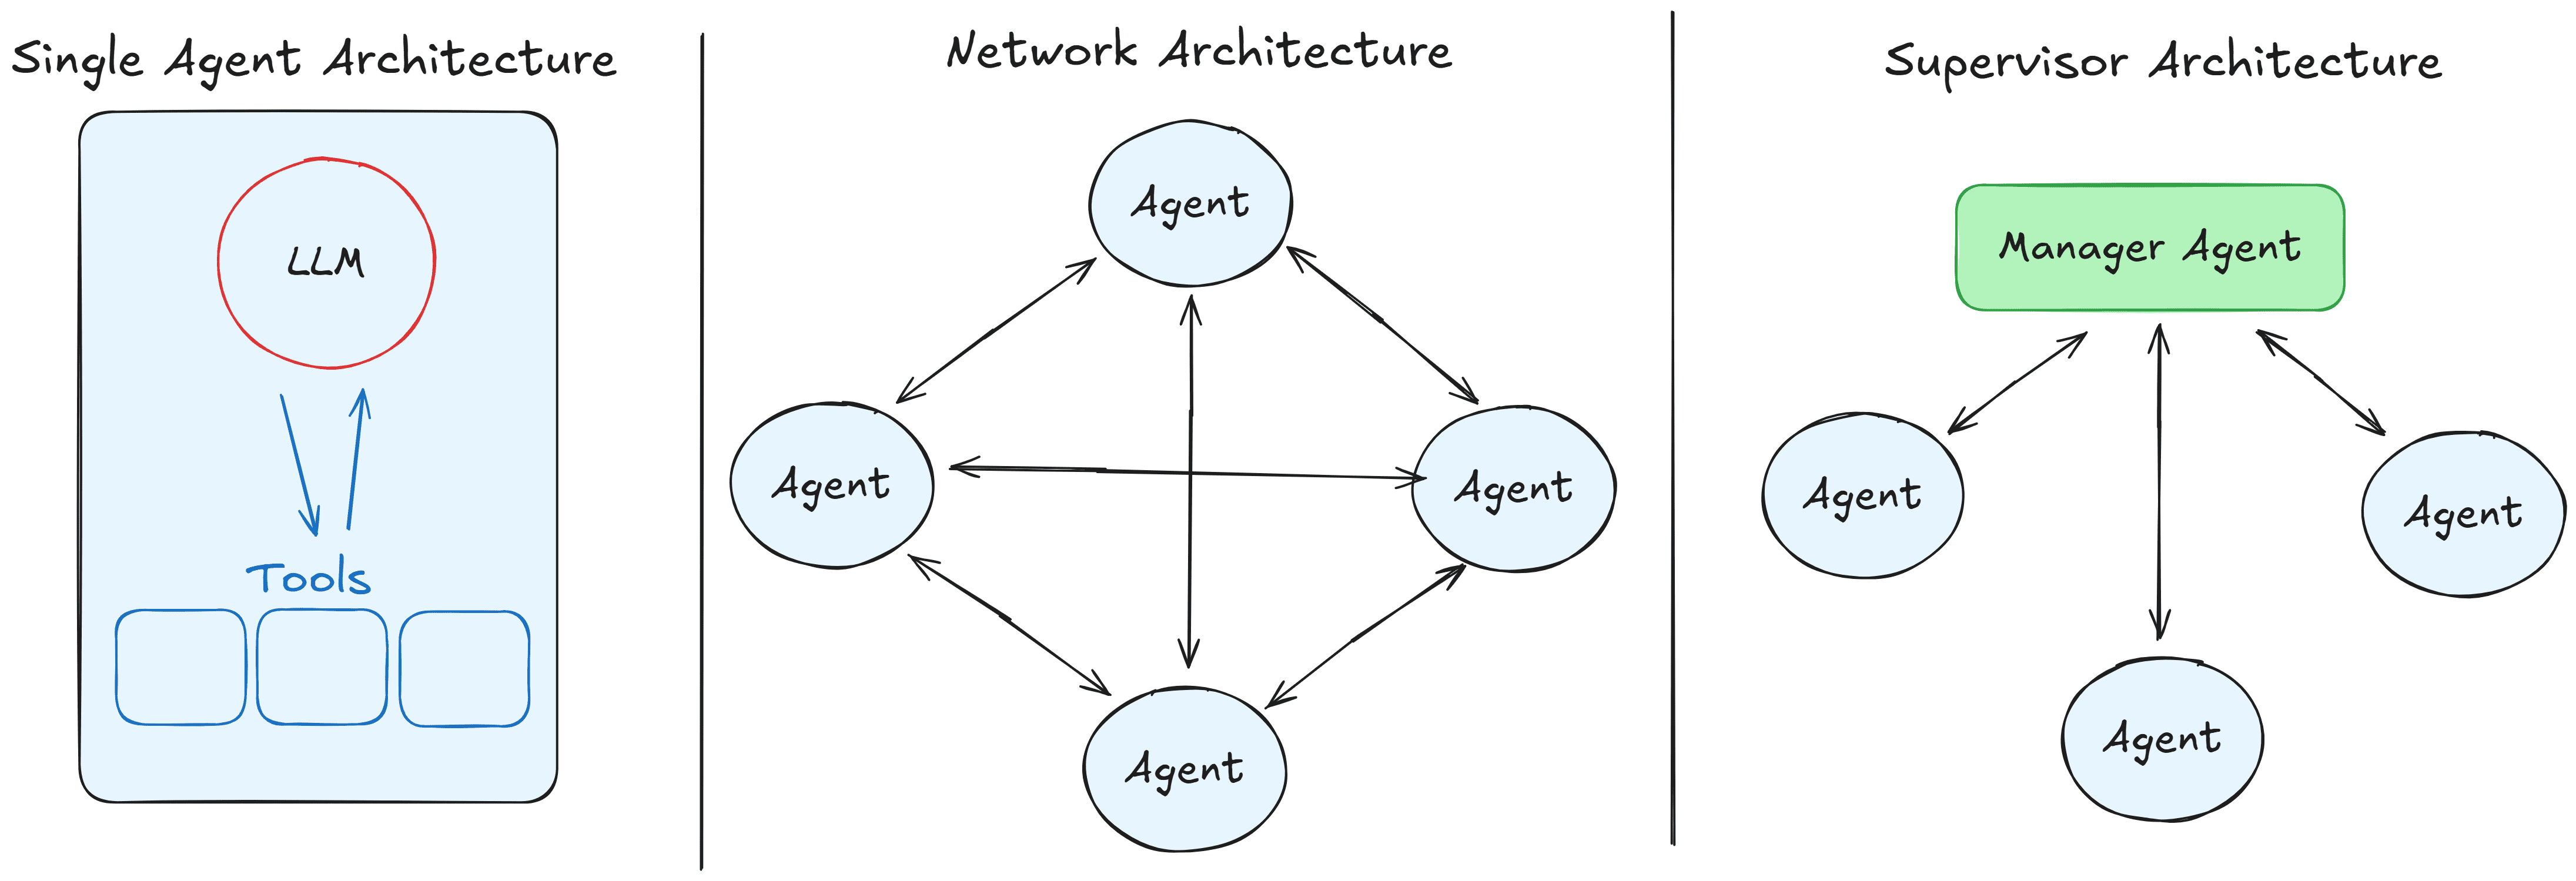 Single Agent Architecture
LLM
Tools
Network Architecture
Agent
Agent
Agent
Agent
Supervisor Architecture
Manager Agent
Agent
Agent
Agent